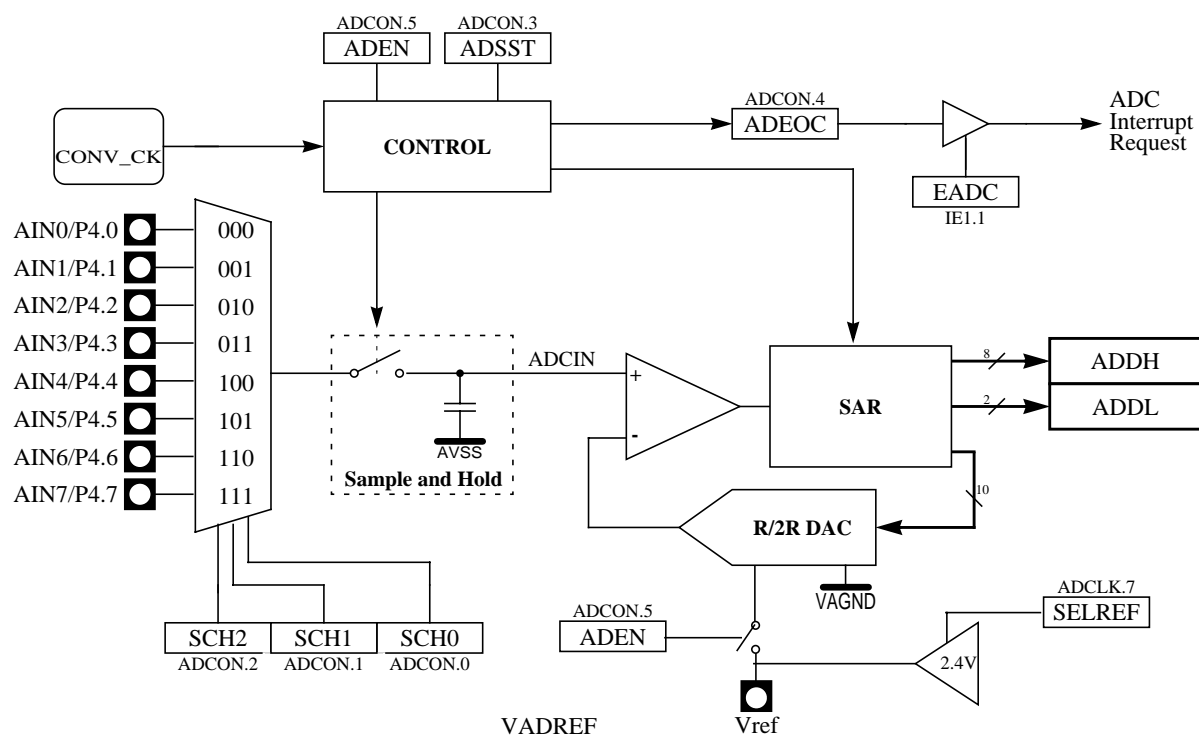 ADCON.5
ADEN
ADCON.3
ADSST
CONV_CK
CONTROL
ADCON.4
ADEOC
ADC
Interrupt
Request
EADC
IE1.1
AIN0/P4.0
000
AIN1/P4.1
001
AIN2/P4.2
010
AIN3/P4.3
011
AIN4/P4.4
100
AIN5/P4.5
101
AIN6/P4.6
110
AIN7/P4.7
111
AVSS
Sample and Hold
ADCIN
+
-
SAR
8
ADDH
2
ADDL
10
R/2R DAC
VAGND
SCH2
SCH1
SCH0
ADCON.2
ADCON.1
ADCON.0
ADCON.5
ADEN
ADCLK.7
SELREF
2.4V
VADREF
Vref